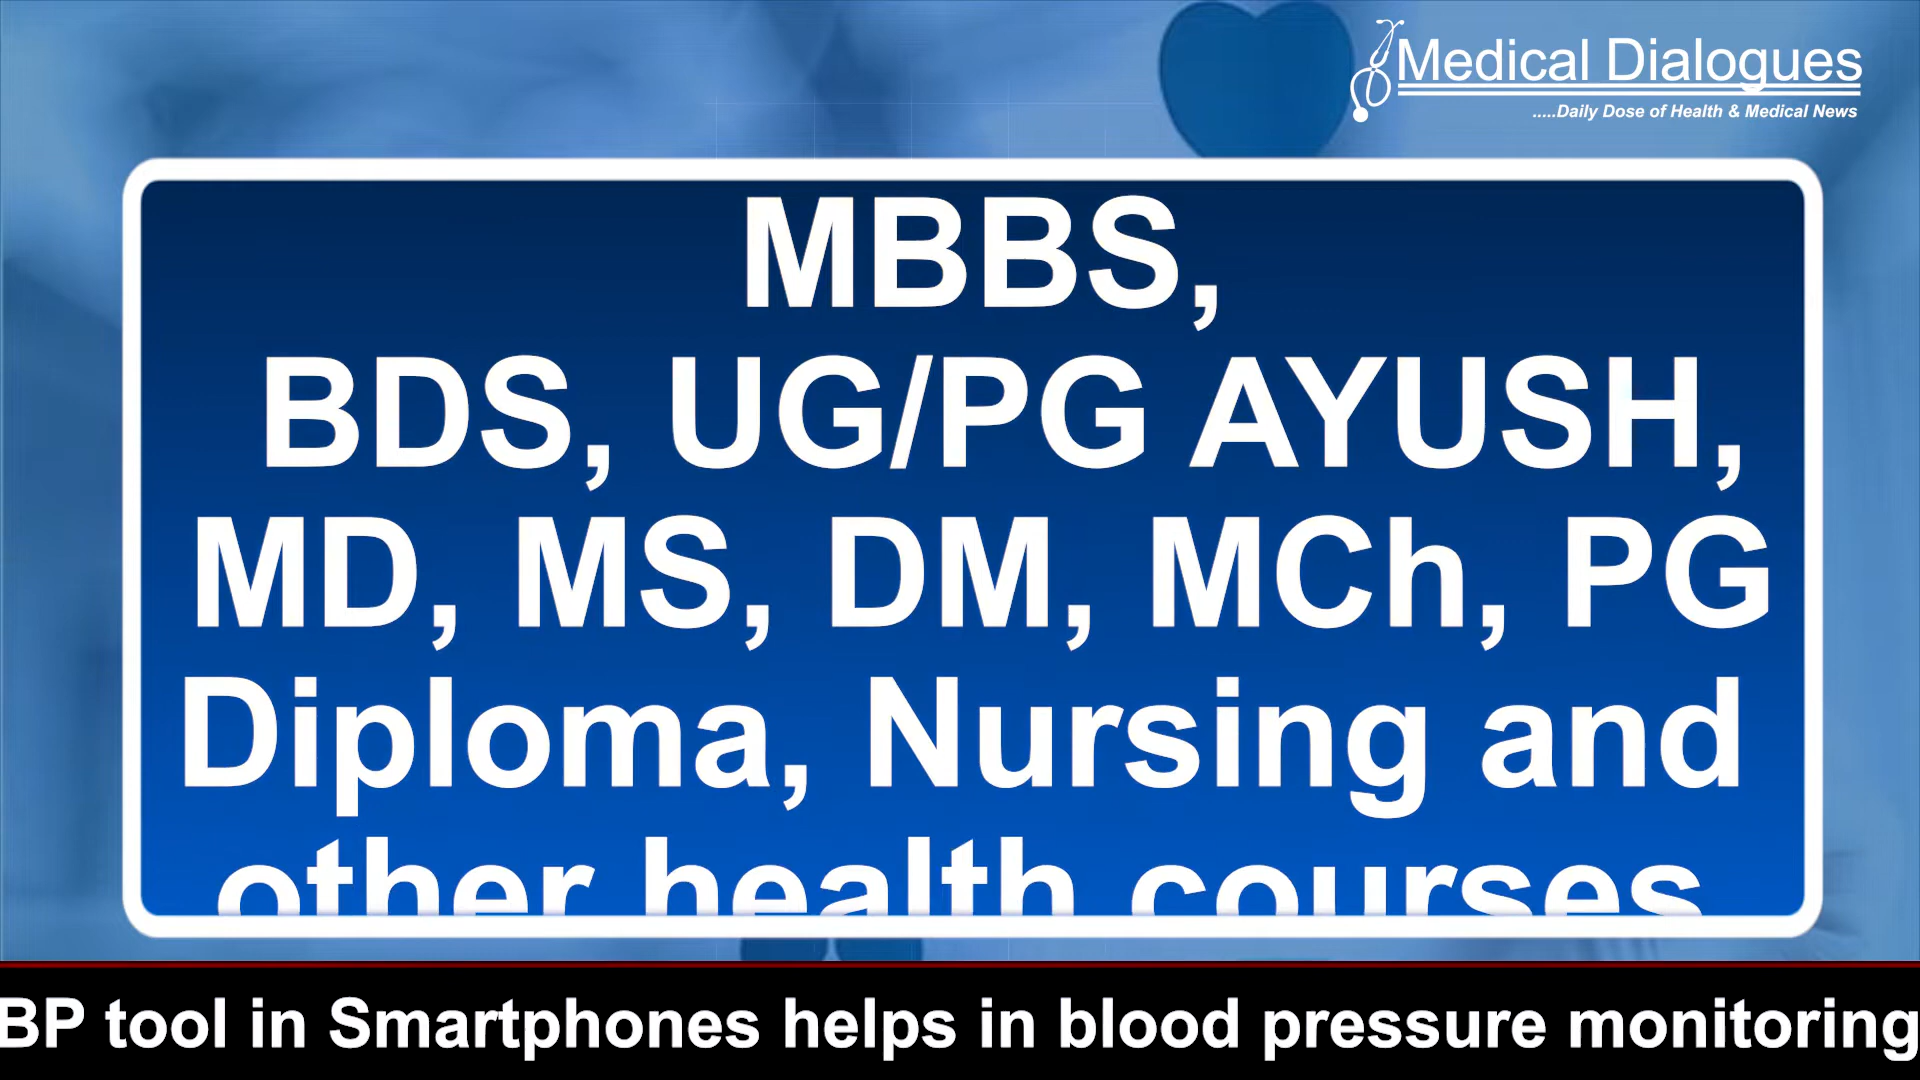 Medical Dialogues
.....Daily Dose of Health & Medical News
MBBS,
BDS, UG/PG AYUSH,
MD, MS, DM, MCh, PG
Diploma, Nursing and
other health courses
BP tool in Smartphones helps in blood pressure monitoring